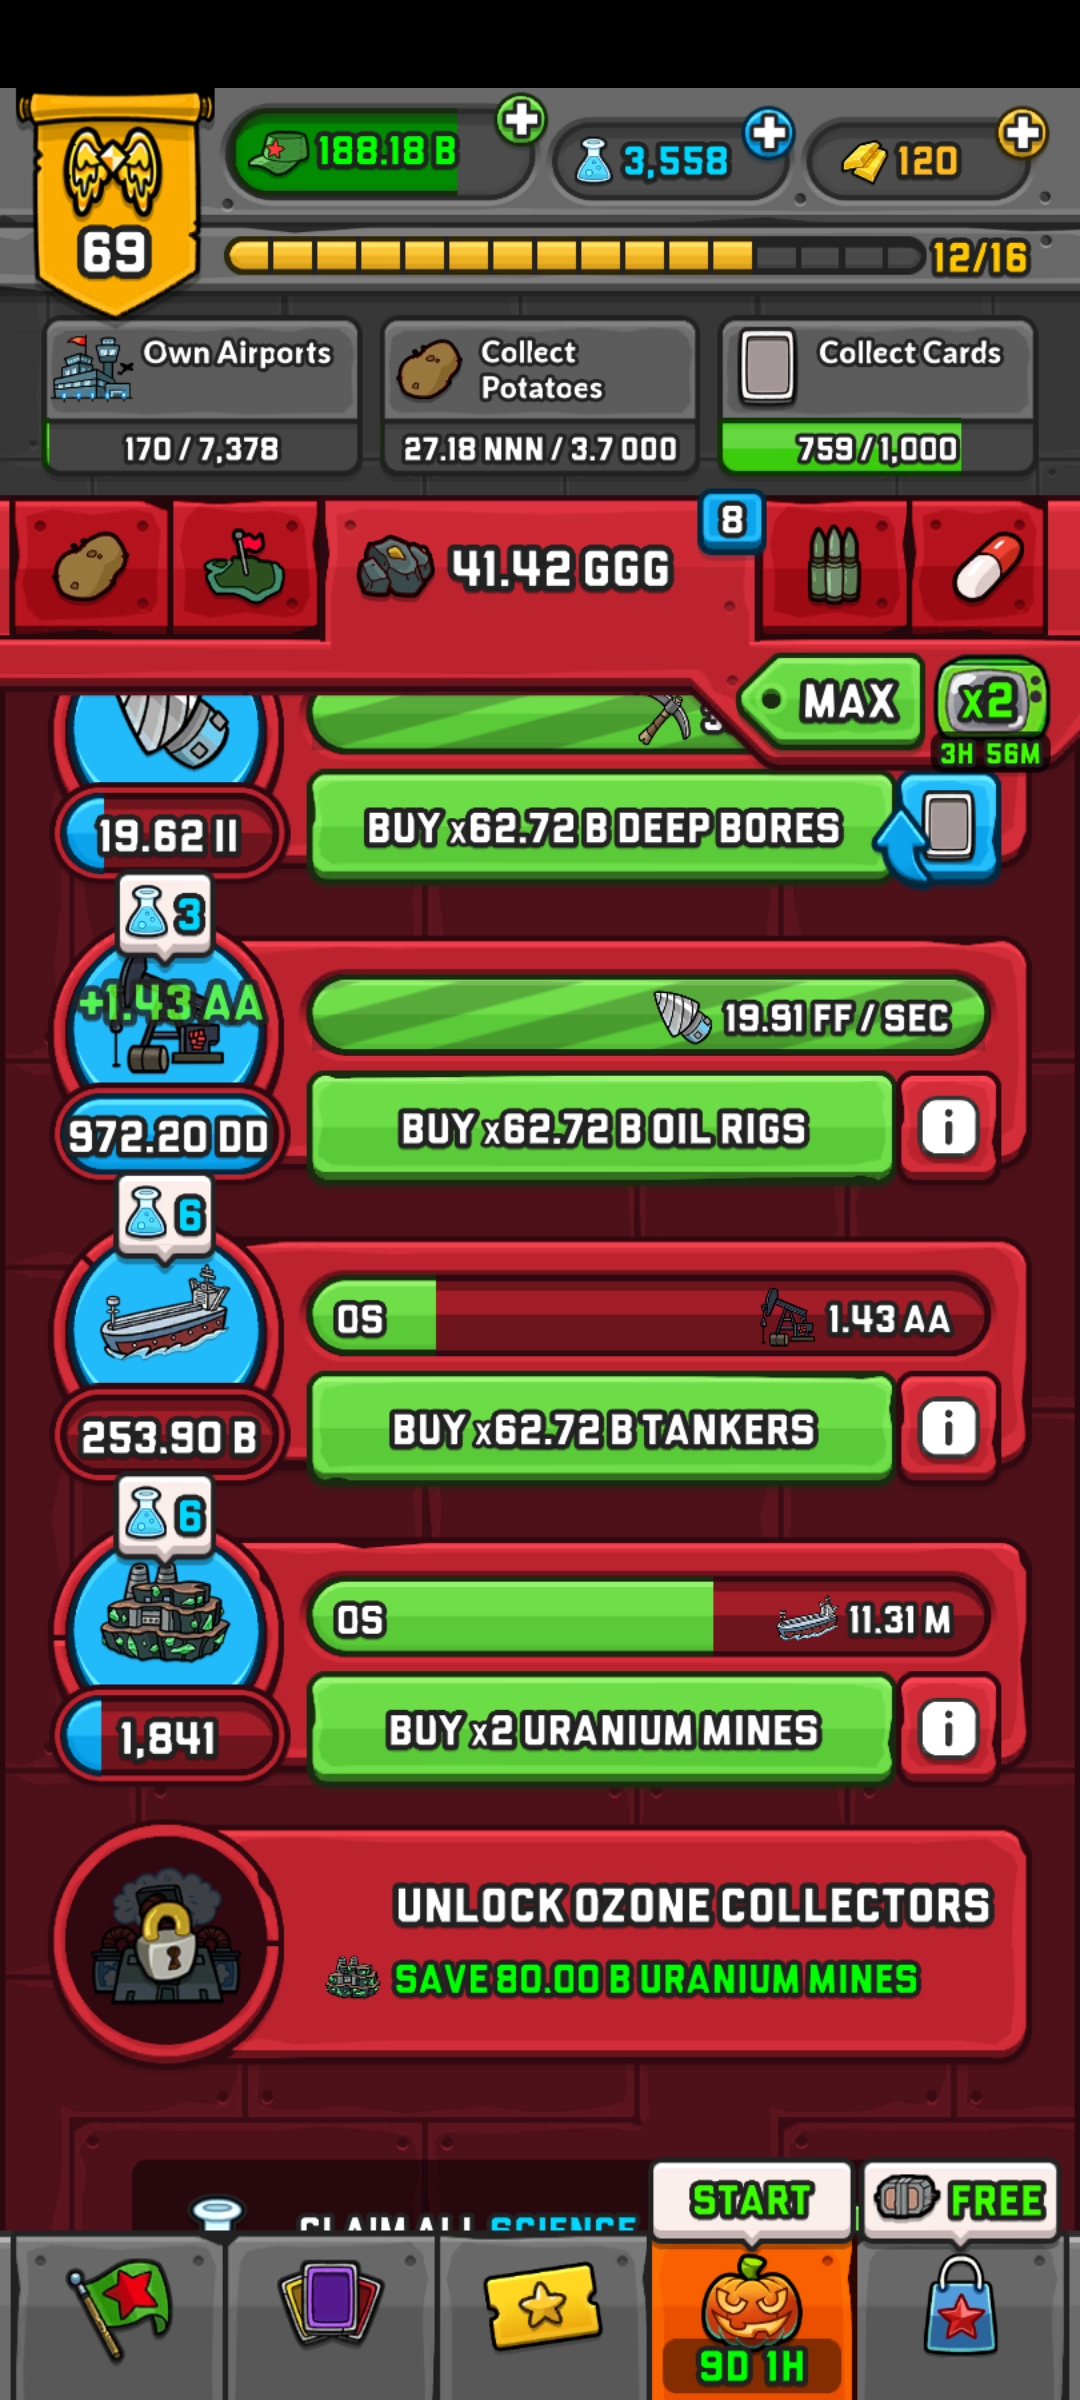 188.18 B
3,558
120
69
12/16
Own Airports
170 / 7,378
Collect
Potatoes
27.18 NNN / 3.7 OOO
Collect Cards
759 / 1,000
41.42 GGG
8
MAX
x2
3H 56M
19.62 II
BUY x62.72 B DEEP BORES
3
+1.43 AA
19.91 FF / SEC
972.20 DD
BUY x62.72 B OIL RIGS
i
6
0S
1.43 AA
253.90 B
BUY x62.72 B TANKERS
i
6
0S
11.31 M
1,841
BUY x2 URANIUM MINES
i
UNLOCK OZONE COLLECTORS
SAVE 80.00 B URANIUM MINES
CLAIM ALL SCIENCE
START
FREE
9D 1H